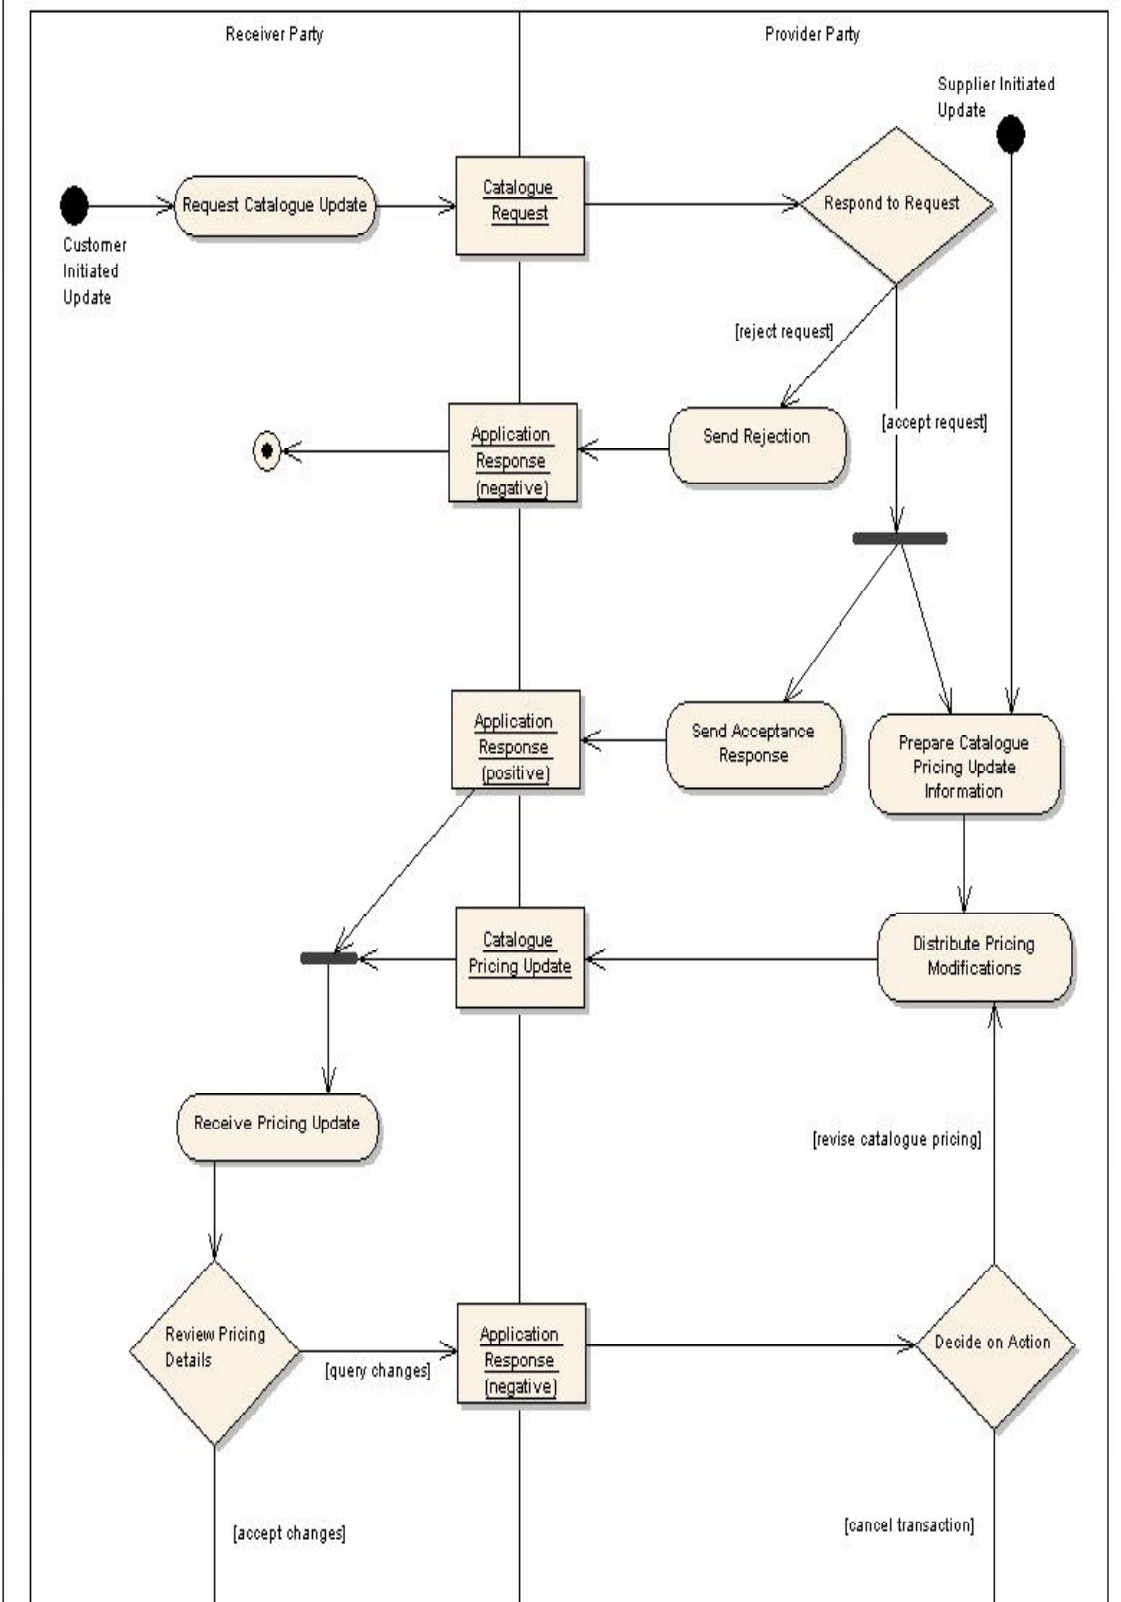 Receiver Party
Provider Party
Supplier Initiated
Update
Request Catalogue Update
Catalogue
Request
Respond to Request
Customer
Initiated
Update
[reject request]
[accept request]
Application
Response
(negative)
Send Rejection
Application
Response
(positive)
Send Acceptance
Response
Prepare Catalogue
Pricing Update
Information
Catalogue
Pricing Update
Distribute Pricing
Modifications
Receive Pricing Update
[revise catalogue pricing]
Review Pricing
Details
[query changes]
Application
Response
(negative)
Decide on Action
[accept changes]
[cancel transaction]